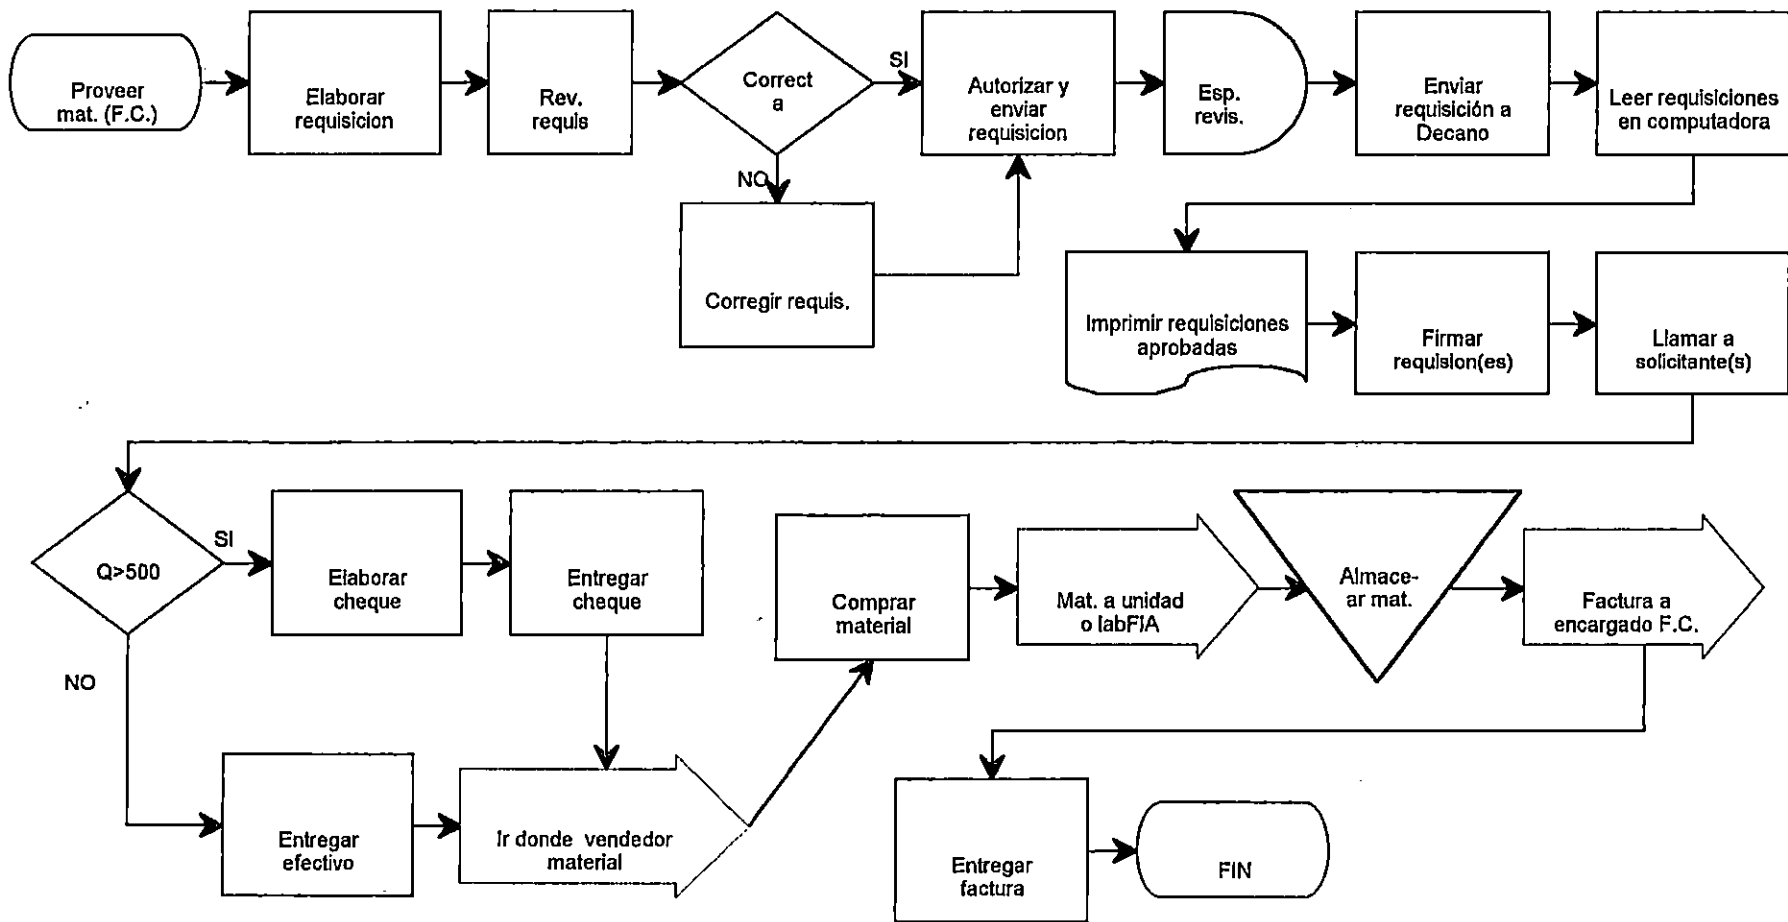 Proveer
mat. (F.C.)
Elaborar
requisicion
Rev.
requis
Correct
a
SI
NO
Corregir requis.
Autorizar y
enviar
requisicion
Esp.
revis.
Enviar
requisición a
Decano
Leer requisiciones
en computadora
Imprimir requisiciones
aprobadas
Firmar
requision(es)
Llamar a
solicitante(s)
Q>500
SI
NO
Elaborar
cheque
Entregar
cheque
Entregar
efectivo
Ir donde vendedor
material
Comprar
material
Mat. a unidad
o labFIA
Almace-
ar mat.
Factura a
encargado F.C.
Entregar
factura
FIN